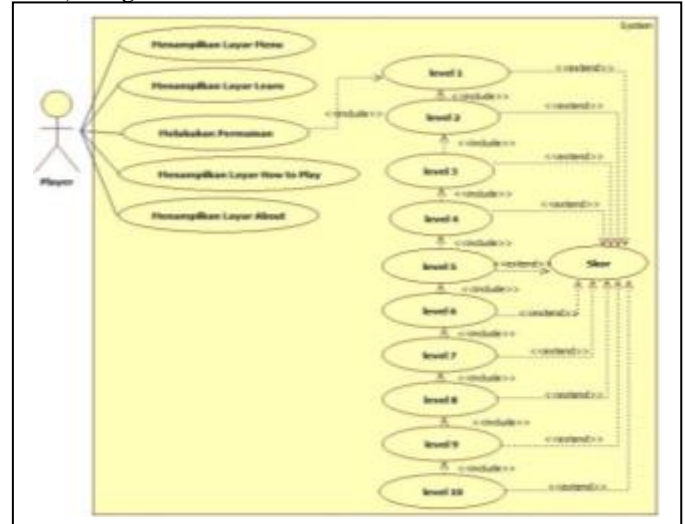 System
Menampilkan Layar Menu
Menampilkan Layar Learn
Melakukan Permainan
Menampilkan Layar How to Play
Menampilkan Layar About
Player
<<include>>
level 1
<<extend>>
<<include>>
level 2
<<extend>>
level 3
<<extend>>
level 4
<<extend>>
<<include>>
level 5
<<extend>>
Skor
<<include>>
level 6
<<extend>>
<<include>>
level 7
<<extend>>
<<include>>
level 8
<<extend>>
<<include>>
level 9
<<extend>>
<<include>>
level 10
<<extend>>